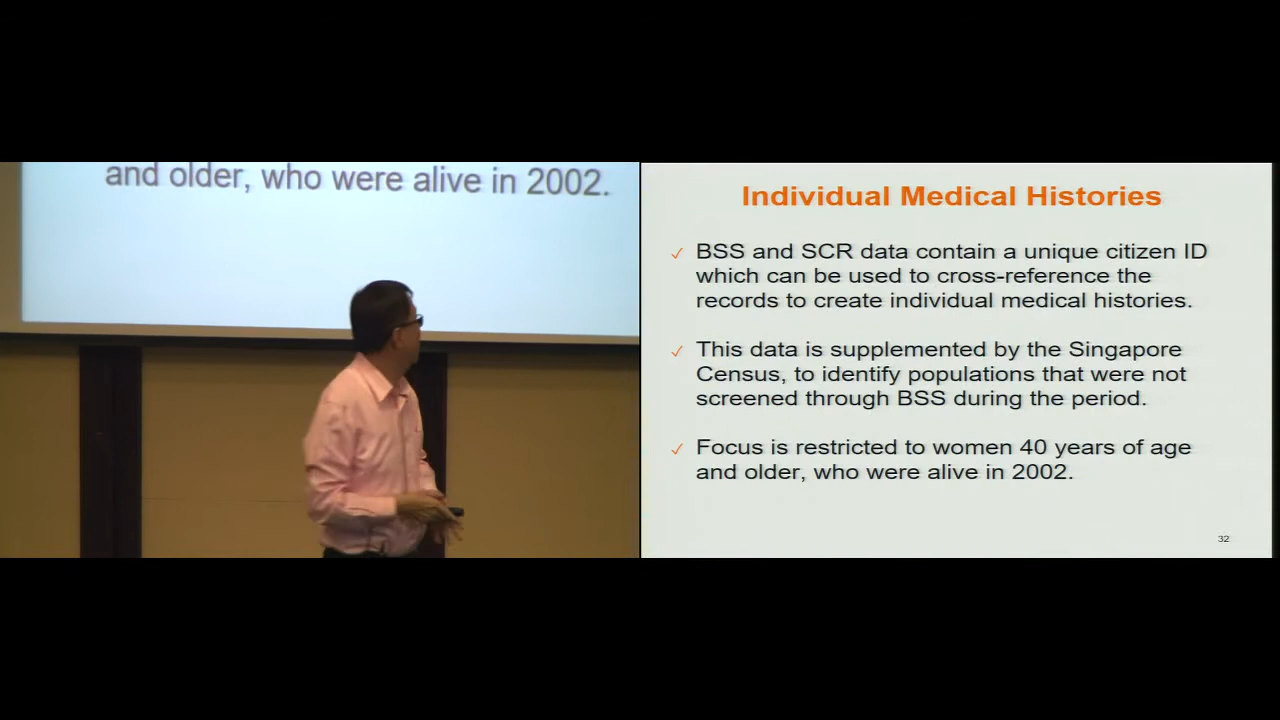 and older, who were alive in 2002.
Individual Medical Histories
✓ BSS and SCR data contain a unique citizen ID
which can be used to cross-reference the
records to create individual medical histories.
✓ This data is supplemented by the Singapore
Census, to identify populations that were not
screened through BSS during the period.
✓ Focus is restricted to women 40 years of age
and older, who were alive in 2002.
32